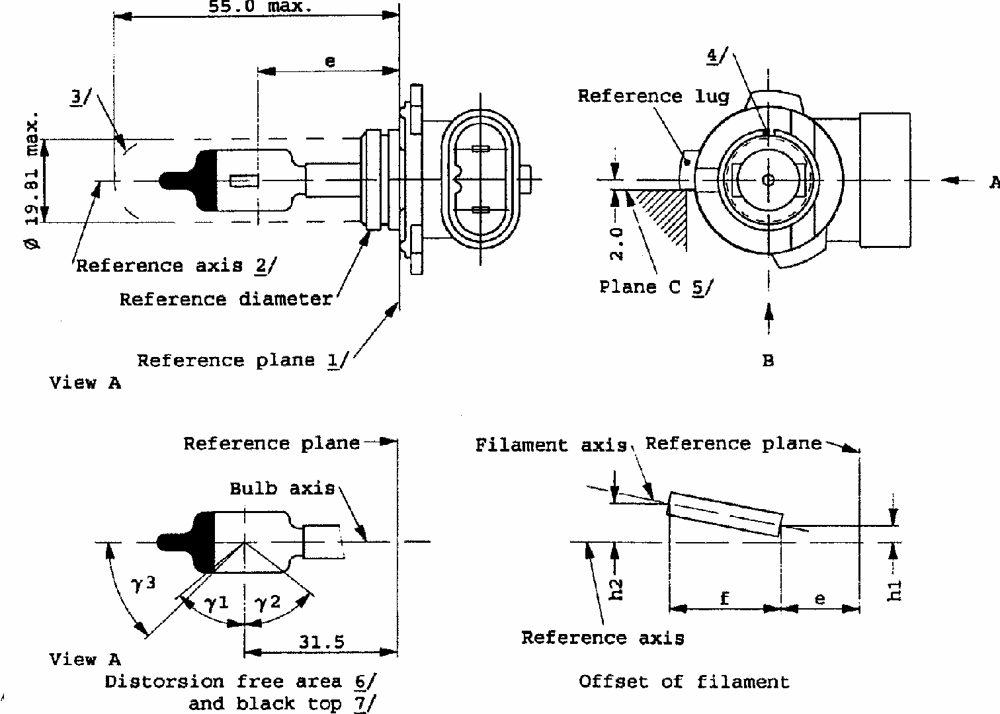 55.0 max.
e
3/
4/
Reference lug
Ø 19.81 max.
A
2.0
Reference axis 2/
Reference diameter
Plane C 5/
Reference plane 1/
B
View A
Reference plane
Filament axis
Reference plane
Bulb axis
γ3
γ1
γ2
h2
f
e
h1
31.5
Reference axis
View A
Distorsion free area 6/
and black top 7/
Offset of filament